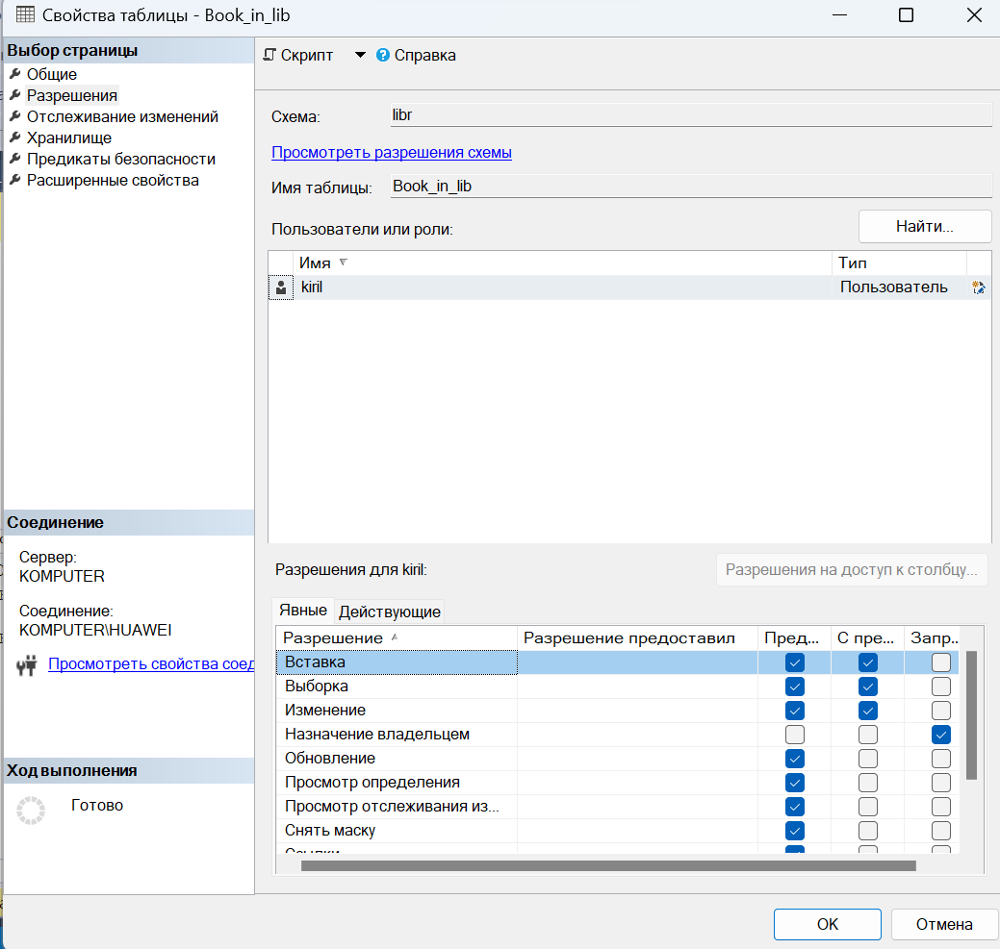 Свойства таблицы - Book_in_lib
Выбор страницы
Общие
Разрешения
Отслеживание изменений
Хранилище
Предикаты безопасности
Расширенные свойства
Скрипт
Справка
Схема:
libr
Просмотреть разрешения схемы
Имя таблицы:
Book_in_lib
Пользователи или роли:
Найти...
Имя Тип
kiril Пользователь
Соединение
Сервер:
KOMPUTER
Соединение:
KOMPUTER\HUAWEI
Просмотреть свойства соед
Ход выполнения
Готово
Разрешения для kiril:
Разрешения на доступ к столбцу...
Явные Действующие
Разрешение Разрешение предоставил Пред... С пре... Запр..
Вставка
Выборка
Изменение
Назначение владельцем
Обновление
Просмотр определения
Просмотр отслеживания из...
Снять маску
Ссылки
OK Отмена